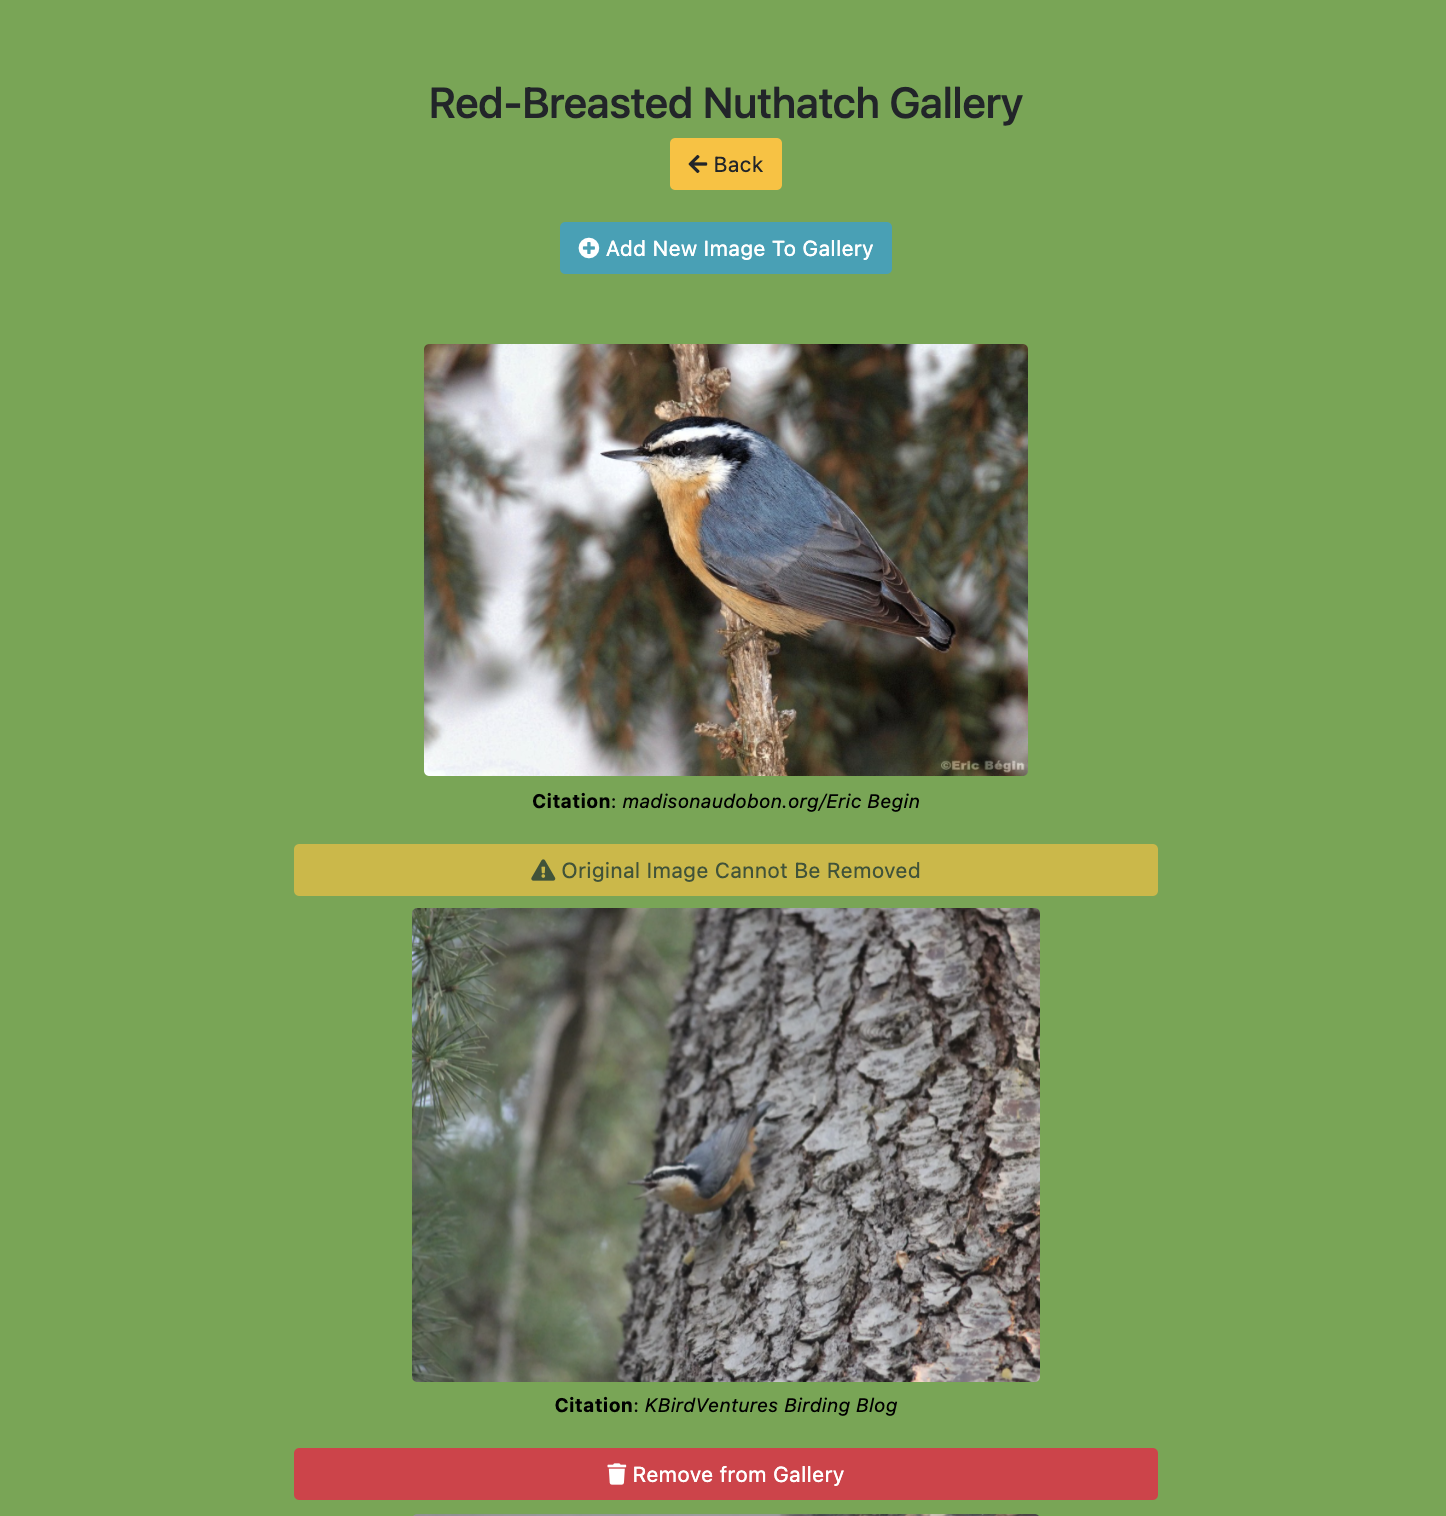 Red-Breasted Nuthatch Gallery
Back
Add New Image To Gallery
©Eric Bégin
Citation: madisonaudobon.org/Eric Begin
Original Image Cannot Be Removed
Citation: KBirdVentures Birding Blog
Remove from Gallery